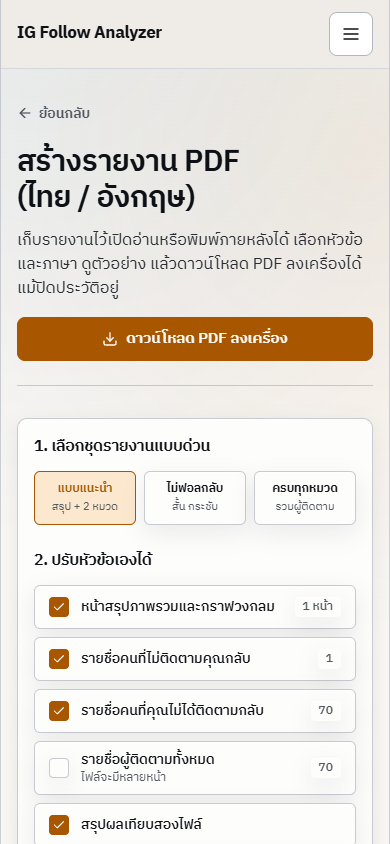 IG Follow Analyzer
ย้อนกลับ
สร้างรายงาน PDF
(ไทย / อังกฤษ)
เก็บรายงานไว้เปิดอ่านหรือพิมพ์ภายหลังได้ เลือกหัวข้อ
และภาษา ดูตัวอย่าง แล้วดาวน์โหลด PDF ลงเครื่องได้
แม้ปิดประวัติอยู่
ดาวน์โหลด PDF ลงเครื่อง
1. เลือกชุดรายงานแบบด่วน
แบบแนะนำ
สรุป + 2 หมวด
ไม่ฟอลกลับ
สั้น กระชับ
ครบทุกหมวด
รวมผู้ติดตาม
2. ปรับหัวข้อเองได้
หน้าสรุปภาพรวมและกราฟวงกลม 1 หน้า
รายชื่อคนที่ไม่ติดตามคุณกลับ 1
รายชื่อคนที่คุณไม่ได้ติดตามกลับ 70
รายชื่อผู้ติดตามทั้งหมด 70
ไฟล์จะมีหลายหน้า
สรุปผลเทียบสองไฟล์